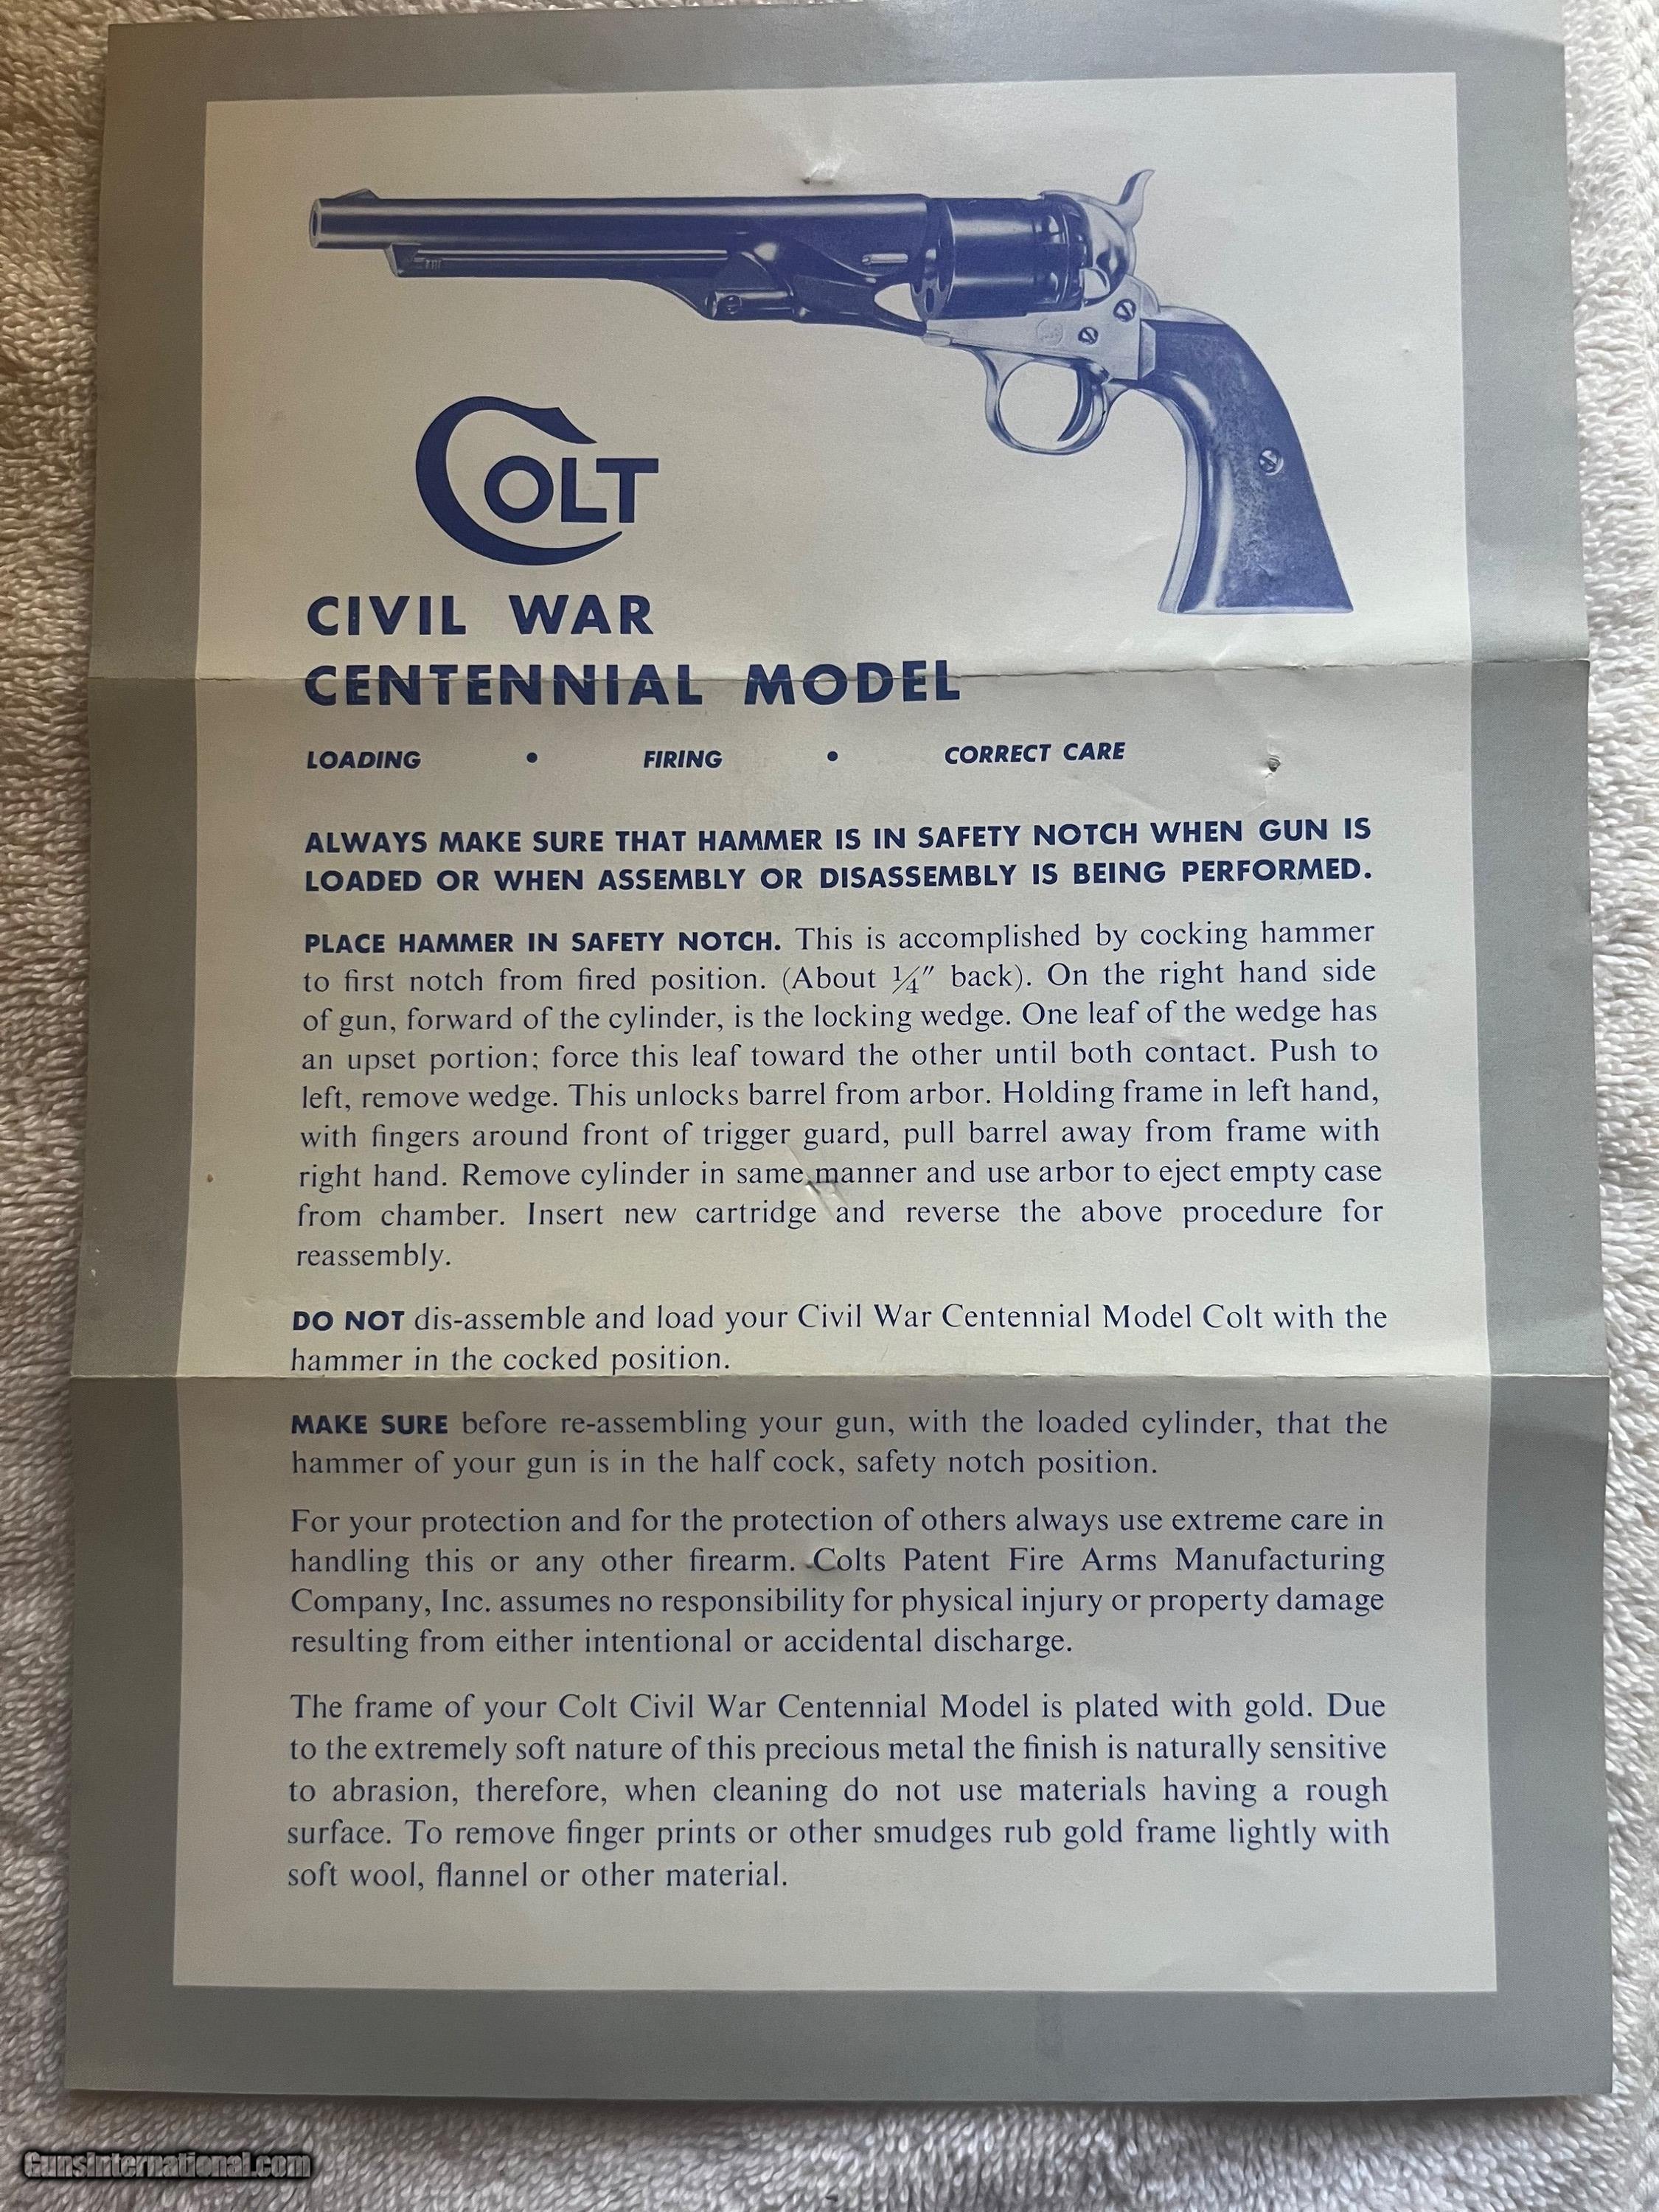 COLT
CIVIL WAR
CENTENNIAL MODEL
LOADING • FIRING • CORRECT CARE
ALWAYS MAKE SURE THAT HAMMER IS IN SAFETY NOTCH WHEN GUN IS
LOADED OR WHEN ASSEMBLY OR DISASSEMBLY IS BEING PERFORMED.
PLACE HAMMER IN SAFETY NOTCH. This is accomplished by cocking hammer
to first notch from fired position. (About ¼″ back). On the right hand side
of gun, forward of the cylinder, is the locking wedge. One leaf of the wedge has
an upset portion; force this leaf toward the other until both contact. Push to
left, remove wedge. This unlocks barrel from arbor. Holding frame in left hand,
with fingers around front of trigger guard, pull barrel away from frame with
right hand. Remove cylinder in same manner and use arbor to eject empty case
from chamber. Insert new cartridge and reverse the above procedure for
reassembly.
DO NOT dis-assemble and load your Civil War Centennial Model Colt with the
hammer in the cocked position.
MAKE SURE before re-assembling your gun, with the loaded cylinder, that the
hammer of your gun is in the half cock, safety notch position.
For your protection and for the protection of others always use extreme care in
handling this or any other firearm. Colts Patent Fire Arms Manufacturing
Company, Inc. assumes no responsibility for physical injury or property damage
resulting from either intentional or accidental discharge.
The frame of your Colt Civil War Centennial Model is plated with gold. Due
to the extremely soft nature of this precious metal the finish is naturally sensitive
to abrasion, therefore, when cleaning do not use materials having a rough
surface. To remove finger prints or other smudges rub gold frame lightly with
soft wool, flannel or other material.
GunsInternational.com